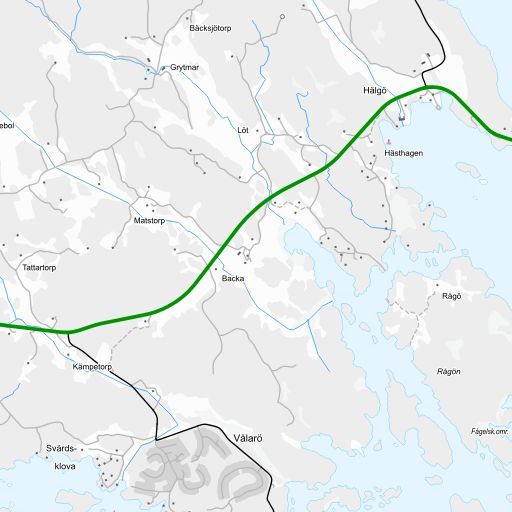 Bäcksjötorp
Grytmar
Hälgö
ebol
Löt
Hästhagen
Matstorp
Tattartorp
Backa
Rågö
Kämpetorp
Rågön
Fågelsk.omr.
Vålarö
Svärds-
klova